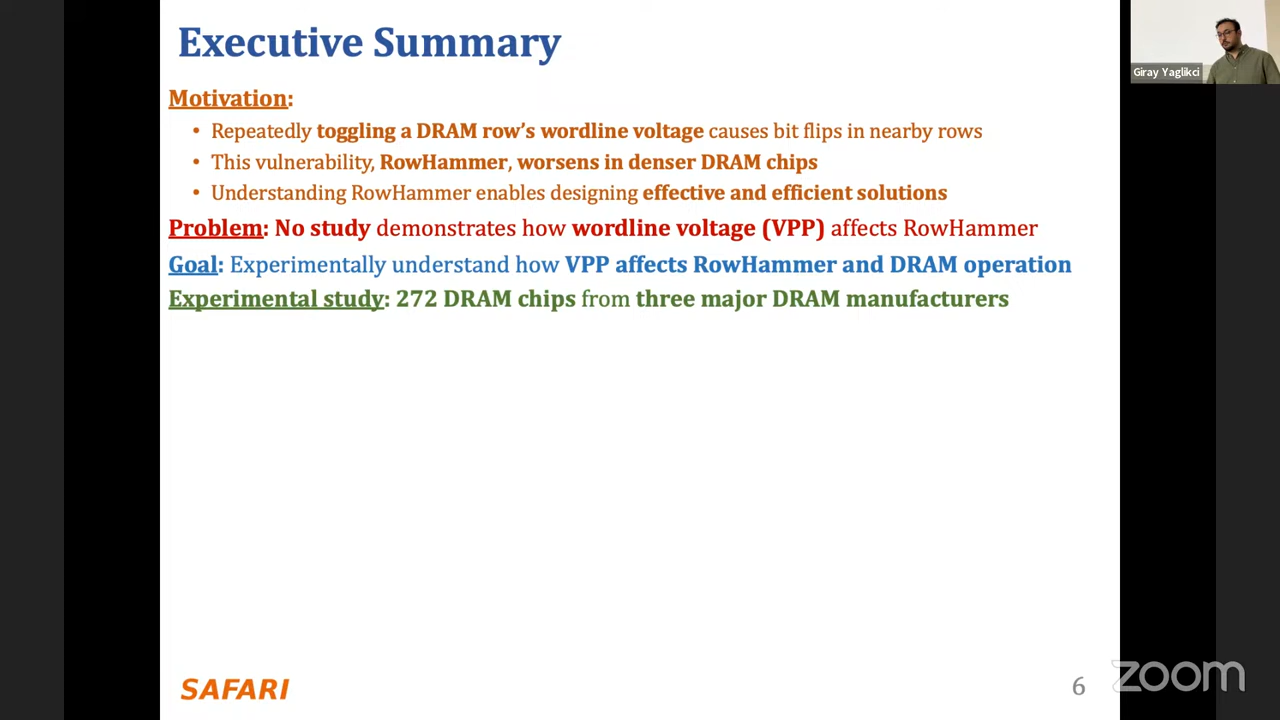 Executive Summary
Motivation:
• Repeatedly toggling a DRAM row's wordline voltage causes bit flips in nearby rows
• This vulnerability, RowHammer, worsens in denser DRAM chips
• Understanding RowHammer enables designing effective and efficient solutions
Problem: No study demonstrates how wordline voltage (VPP) affects RowHammer
Goal: Experimentally understand how VPP affects RowHammer and DRAM operation
Experimental study: 272 DRAM chips from three major DRAM manufacturers
SAFARI
6
Giray Yaglikci
zoom